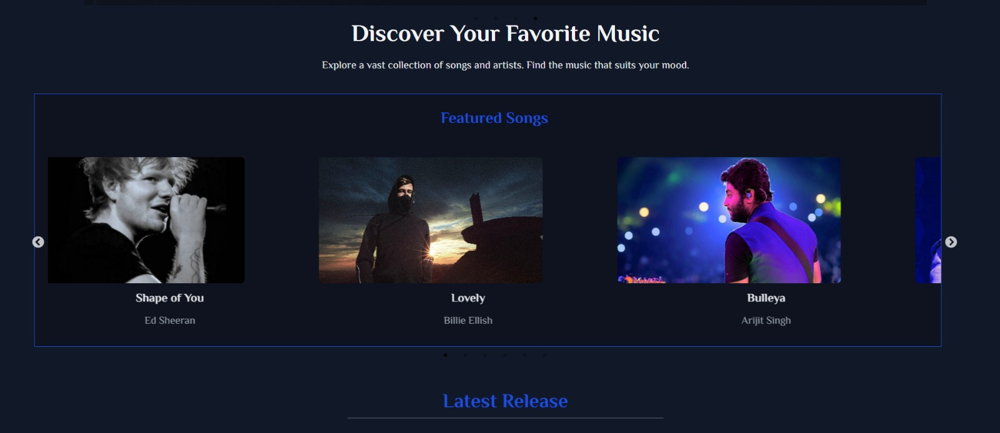 Discover Your Favorite Music
Explore a vast collection of songs and artists. Find the music that suits your mood.
Featured Songs
Shape of You
Ed Sheeran
Lovely
Billie Ellish
Bulleya
Arijit Singh
Latest Release